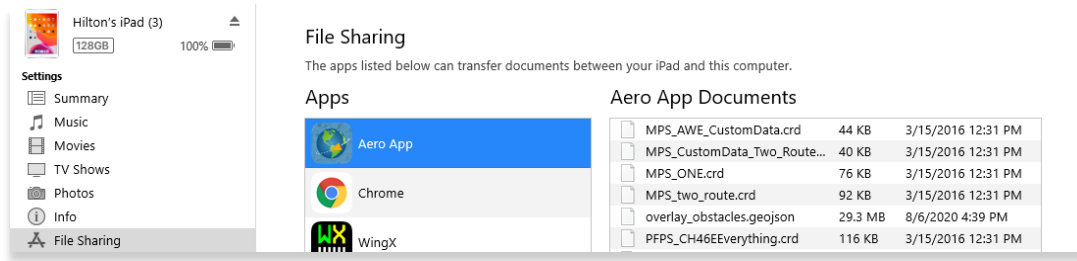 Hilton's iPad (3)
128GB 100%
Settings
Summary
Music
Movies
TV Shows
Photos
Info
File Sharing
File Sharing
The apps listed below can transfer documents between your iPad and this computer.
Apps
Aero App
Chrome
WX WingX
Aero App Documents
MPS_AWE_CustomData.crd 44 KB 3/15/2016 12:31 PM
MPS_CustomData_Two_Route... 40 KB 3/15/2016 12:31 PM
MPS_ONE.crd 76 KB 3/15/2016 12:31 PM
MPS_two_route.crd 92 KB 3/15/2016 12:31 PM
overlay_obstacles.geojson 29.3 MB 8/6/2020 4:39 PM
PFPS_CH46EEverything.crd 116 KB 3/15/2016 12:31 PM